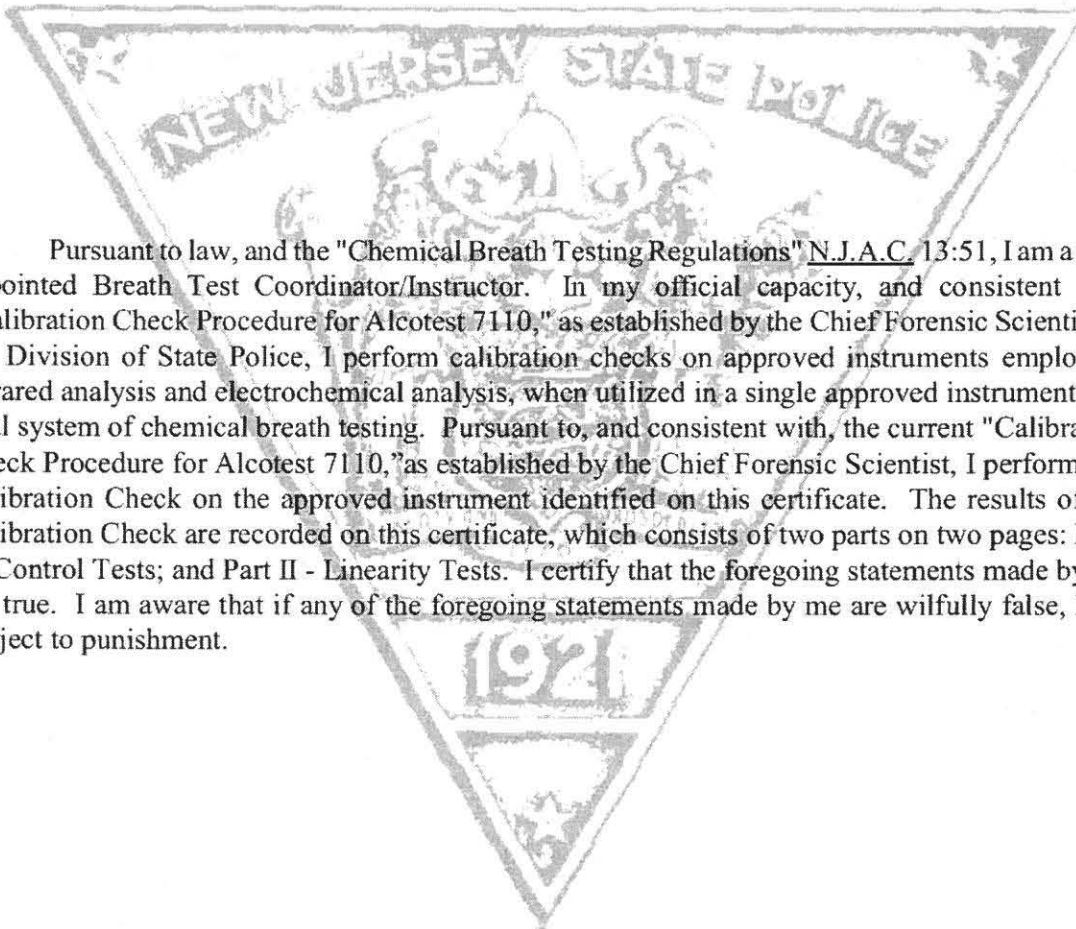 NEW JERSEY STATE POLICE
Pursuant to law, and the "Chemical Breath Testing Regulations" N.J.A.C. 13:51, I am a
ointed Breath Test Coordinator/Instructor. In my official capacity, and consistent
alibration Check Procedure for Alcotest 7110," as established by the Chief Forensic Scienti
Division of State Police, I perform calibration checks on approved instruments emplo
rared analysis and electrochemical analysis, when utilized in a single approved instrument
al system of chemical breath testing. Pursuant to, and consistent with, the current "Calibra
eck Procedure for Alcotest 7110,"as established by the Chief Forensic Scientist, I perform
ibration Check on the approved instrument identified on this certificate. The results o
ibration Check are recorded on this certificate, which consists of two parts on two pages:
Control Tests; and Part II - Linearity Tests. I certify that the foregoing statements made by
true. I am aware that if any of the foregoing statements made by me are wilfully false,
ject to punishment.
1921